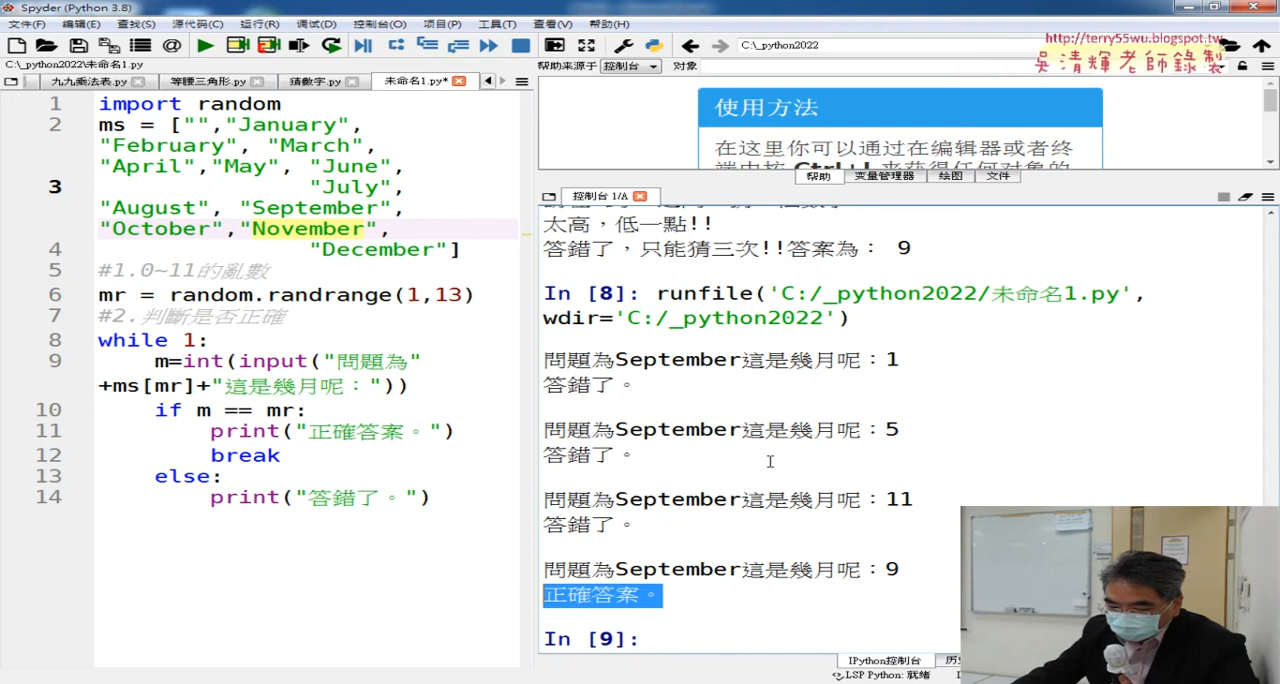 Spyder (Python 3.8)
文件(F) 编辑(E) 查找(S) 源代码(C) 运行(R) 调试(D) 控制台(O) 项目(P) 工具(T) 查看(V) 帮助(H)
C:\_python2022
http://terry55wu.blogspot.tw
吳清輝老師錄製
C:\_python2022\未命名1.py
帮助来源于 控制台 对象
九九乘法表.py 等腰三角形.py 猜數字.py 未命名1.py*
1 import random
2 ms = ["","January",
"February", "March",
"April","May", "June",
3 "July",
"August", "September",
"October","November",
4 "December"]
5 #1.0~11的亂數
6 mr = random.randrange(1,13)
7 #2.判斷是否正確
8 while 1:
9 m=int(input("問題為"
+ms[mr]+"這是幾月呢："))
10 if m == mr:
11 print("正確答案。")
12 break
13 else:
14 print("答錯了。")
使用方法
在这里你可以通过在编辑器或者终
帮助 变量管理器 绘图 文件
控制台 1/A
太高，低一點!!
答錯了，只能猜三次!!答案為： 9
In [8]: runfile('C:/_python2022/未命名1.py',
wdir='C:/_python2022')
問題為September這是幾月呢：1
答錯了。
問題為September這是幾月呢：5
答錯了。
問題為September這是幾月呢：11
答錯了。
問題為September這是幾月呢：9
正確答案。
In [9]:
IPython控制台
LSP Python: 就绪